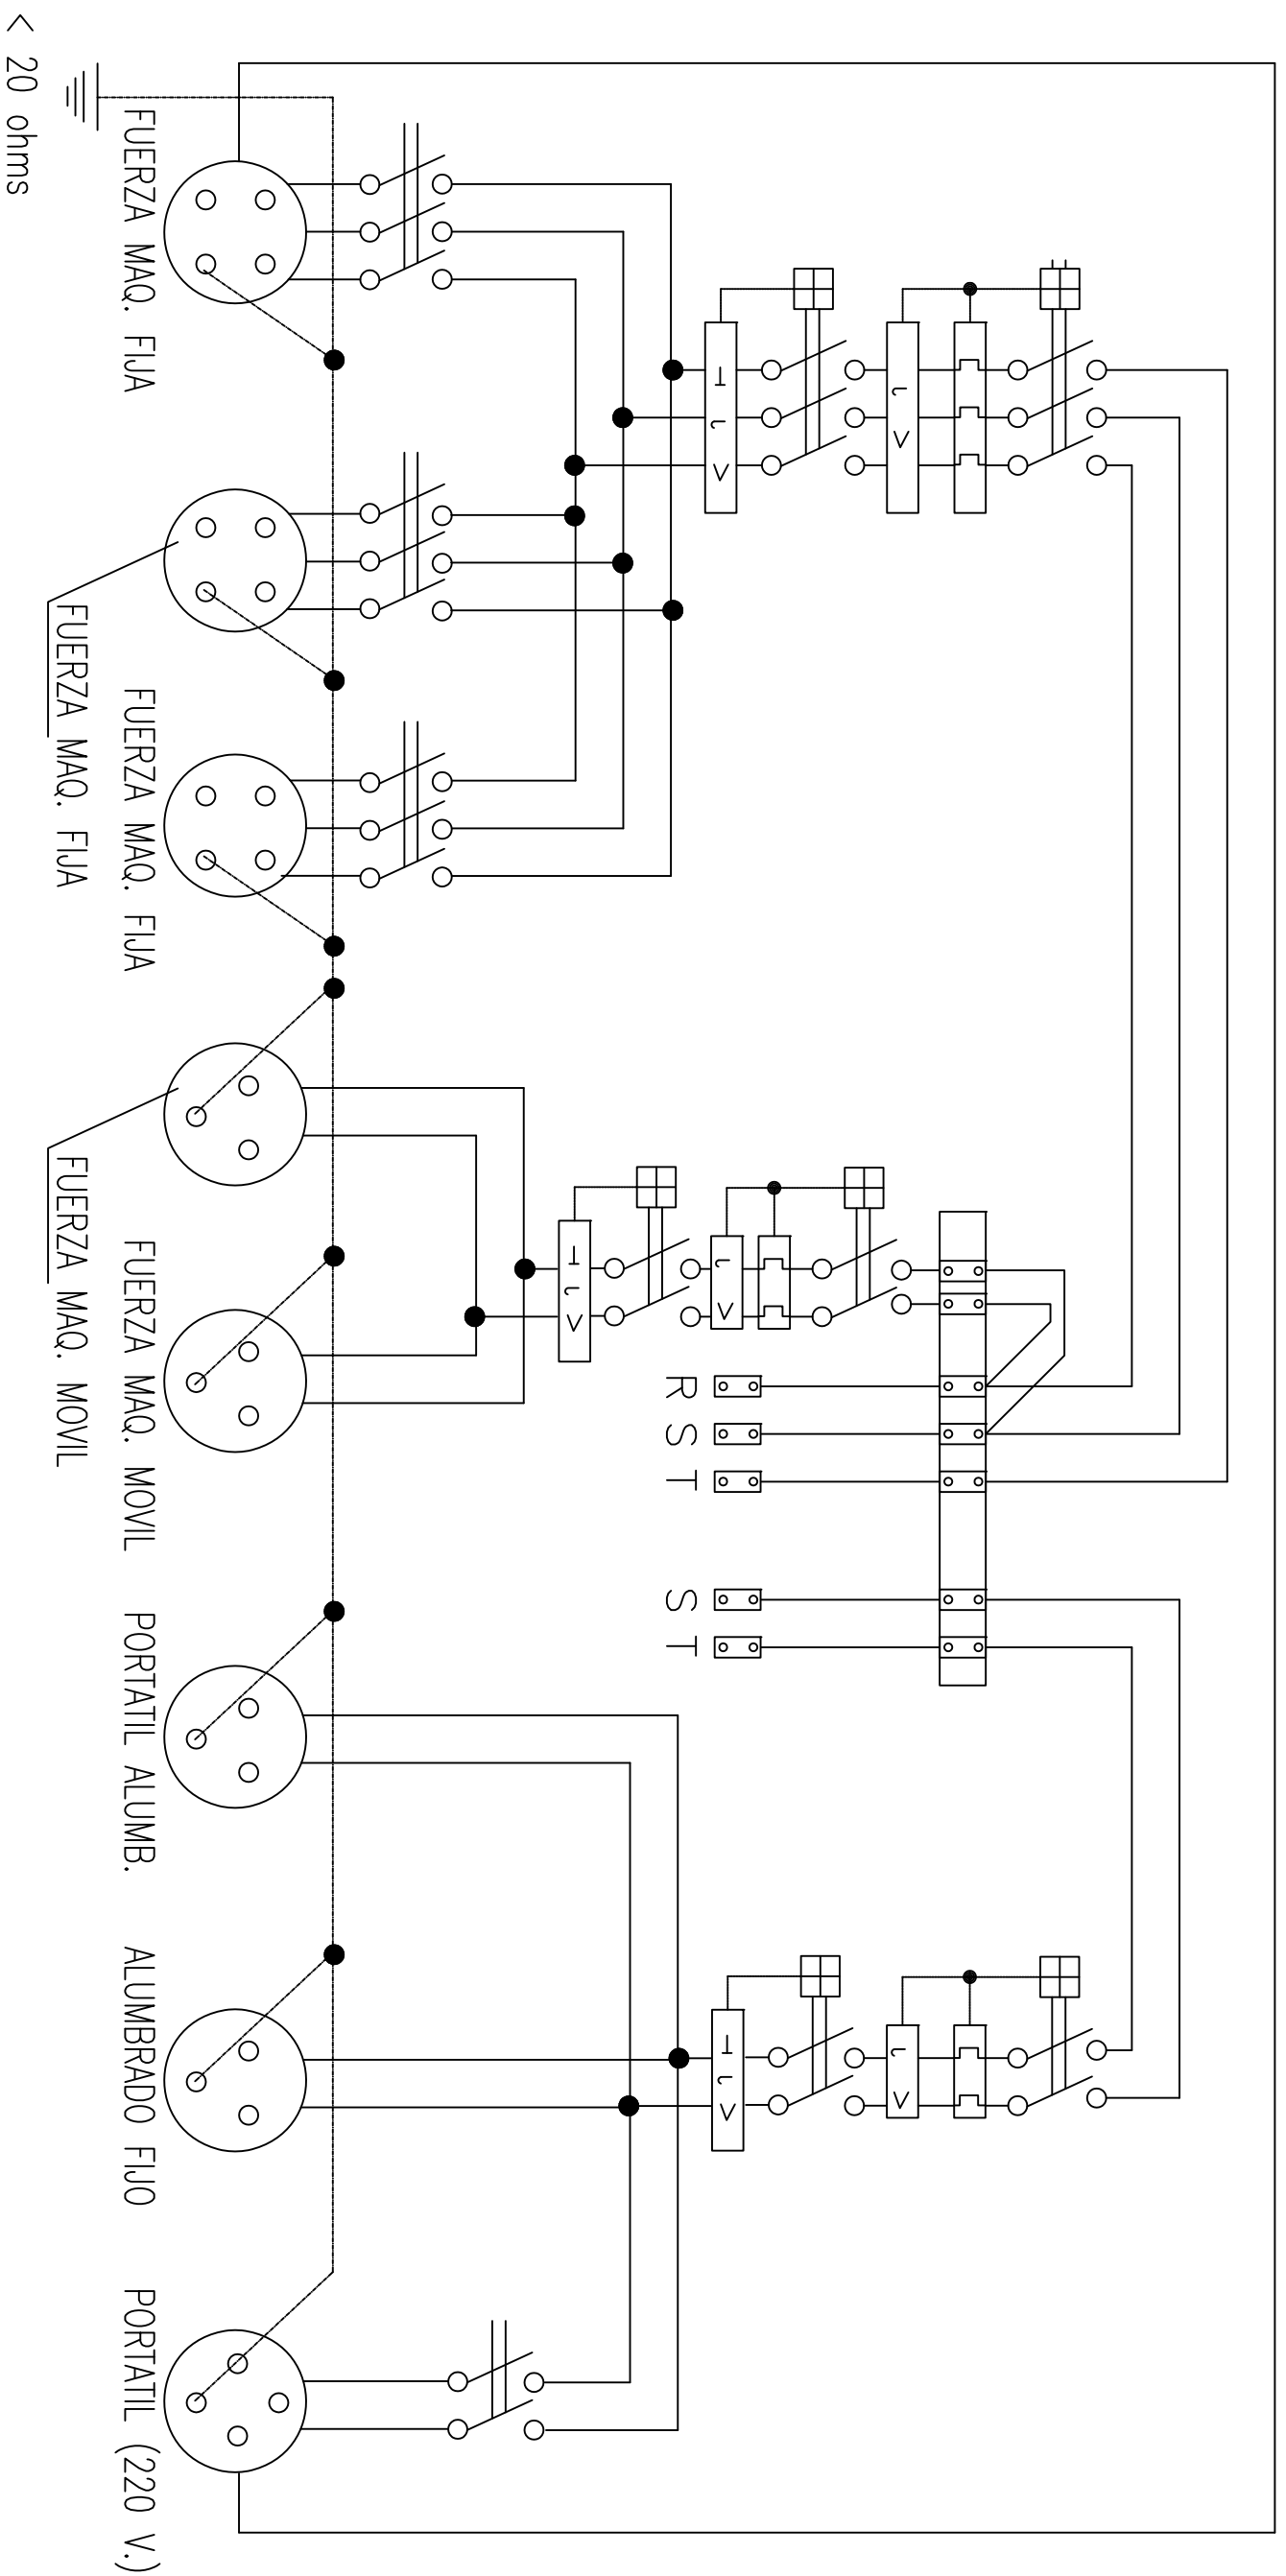 R
S
T
S
T
FUERZA MAQ. FIJA
FUERZA MAQ. FIJA
FUERZA MAQ. FIJA
FUERZA MAQ. MOVIL
FUERZA MAQ. MOVIL
PORTATIL ALUMB.
ALUMBRADO FIJO
PORTATIL (220 V.)
< 20 ohms